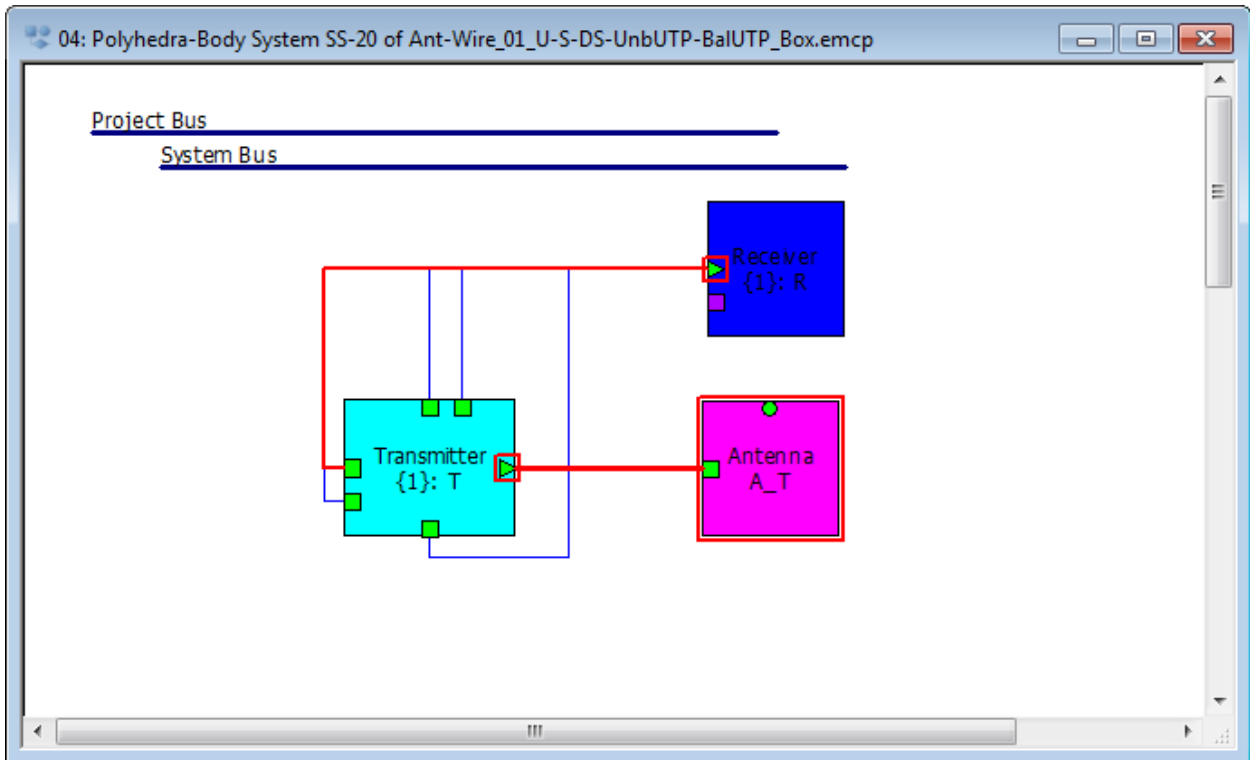 04: Polyhedra-Body System SS-20 of Ant-Wire_01_U-S-DS-UnbUTP-BalUTP_Box.emcp
Project Bus
System Bus
Receiver
{1}: R
Transmitter
{1}: T
Antenna
A_T